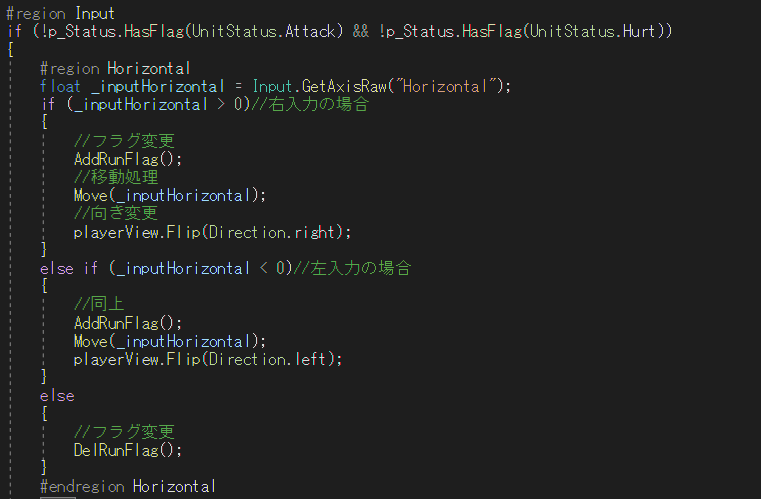 #region Input
if (!p_Status.HasFlag(UnitStatus.Attack) && !p_Status.HasFlag(UnitStatus.Hurt))
{
#region Horizontal
float _inputHorizontal = Input.GetAxisRaw("Horizontal");
if (_inputHorizontal > 0)//右入力の場合
{
//フラグ変更
AddRunFlag();
//移動処理
Move(_inputHorizontal);
//向き変更
playerView.Flip(Direction.right);
}
else if (_inputHorizontal < 0)//左入力の場合
{
//同上
AddRunFlag();
Move(_inputHorizontal);
playerView.Flip(Direction.left);
}
else
{
//フラグ変更
DelRunFlag();
}
#endregion Horizontal